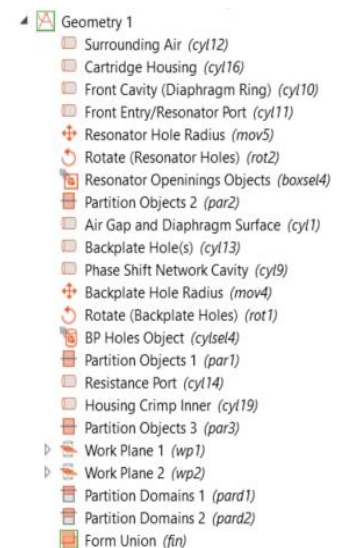 Geometry 1
Surrounding Air (cyl12)
Cartridge Housing (cyl16)
Front Cavity (Diaphragm Ring) (cyl10)
Front Entry/Resonator Port (cyl11)
Resonator Hole Radius (mov5)
Rotate (Resonator Holes) (rot2)
Resonator Openinings Objects (boxsel4)
Partition Objects 2 (par2)
Air Gap and Diaphragm Surface (cyl1)
Backplate Hole(s) (cyl13)
Phase Shift Network Cavity (cyl9)
Backplate Hole Radius (mov4)
Rotate (Backplate Holes) (rot1)
BP Holes Object (cylsel4)
Partition Objects 1 (par1)
Resistance Port (cyl14)
Housing Crimp Inner (cyl19)
Partition Objects 3 (par3)
Work Plane 1 (wp1)
Work Plane 2 (wp2)
Partition Domains 1 (pard1)
Partition Domains 2 (pard2)
Form Union (fin)